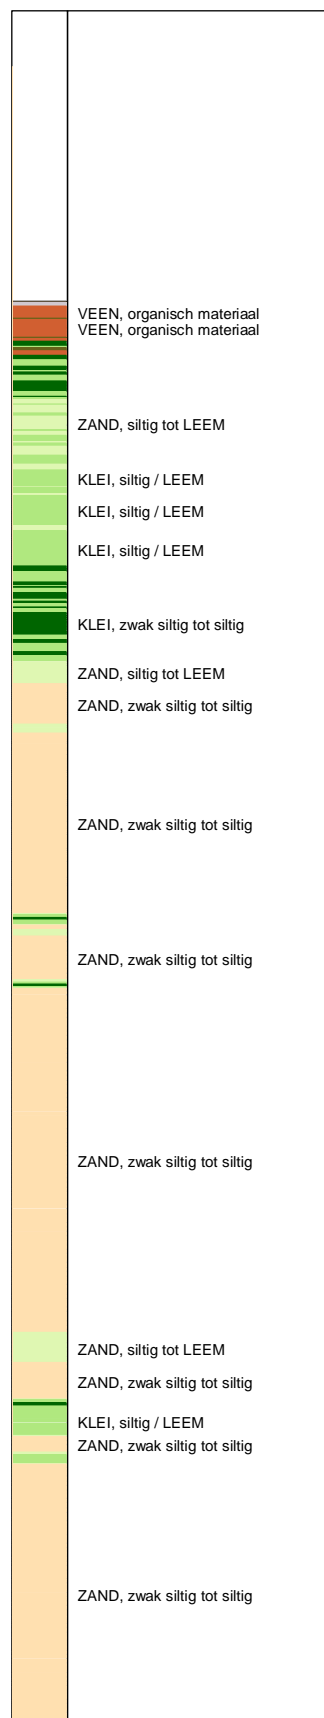 VEEN, organisch materiaal
VEEN, organisch materiaal
ZAND, siltig tot LEEM
KLEI, siltig / LEEM
KLEI, siltig / LEEM
KLEI, siltig / LEEM
KLEI, zwak siltig tot siltig
ZAND, siltig tot LEEM
ZAND, zwak siltig tot siltig
ZAND, zwak siltig tot siltig
ZAND, zwak siltig tot siltig
ZAND, zwak siltig tot siltig
ZAND, siltig tot LEEM
ZAND, zwak siltig tot siltig
KLEI, siltig / LEEM
ZAND, zwak siltig tot siltig
ZAND, zwak siltig tot siltig